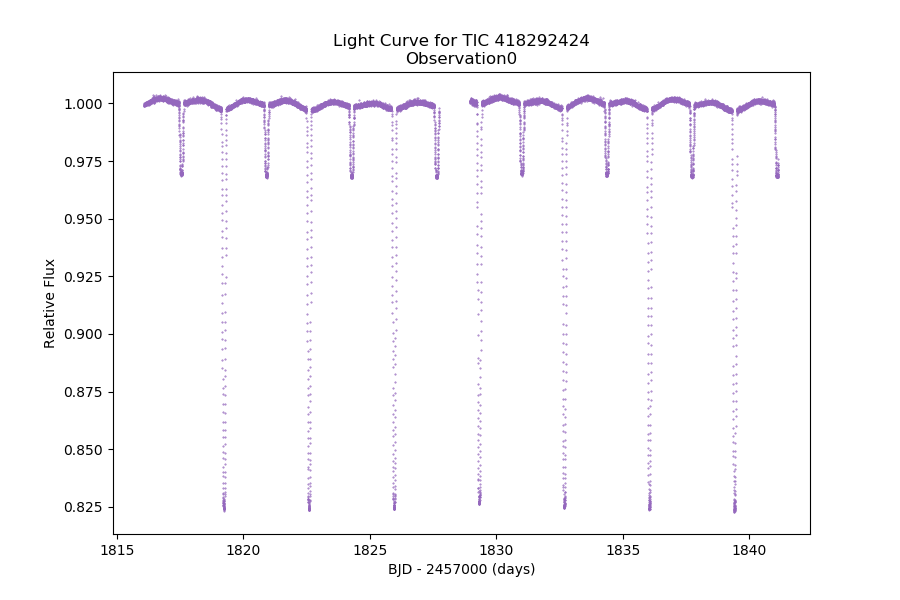 Light Curve for TIC 418292424
Observation0
1.000
0.975
0.950
0.925
0.900
0.875
0.850
0.825
Relative Flux
1815 1820 1825 1830 1835 1840
BJD - 2457000 (days)